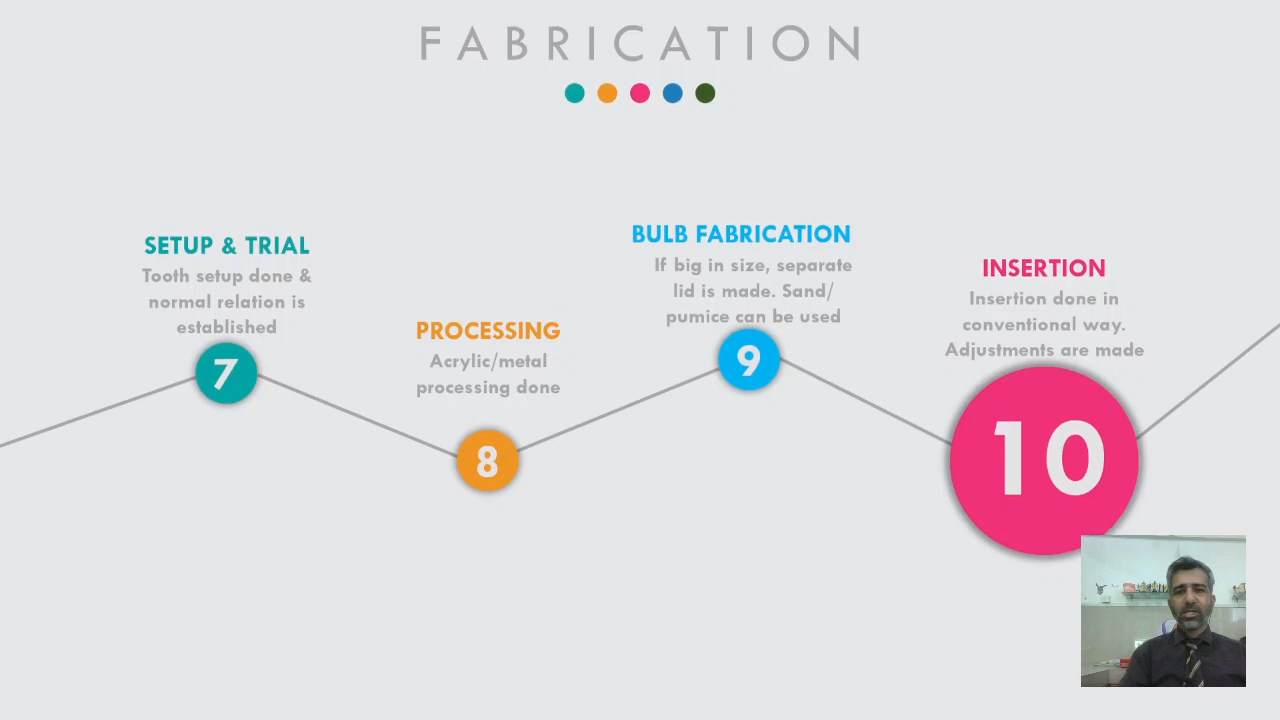 FABRICATION
SETUP & TRIAL
Tooth setup done &
normal relation is
established
7
PROCESSING
Acrylic/metal
processing done
8
BULB FABRICATION
If big in size, separate
lid is made. Sand/
pumice can be used
9
INSERTION
Insertion done in
conventional way.
Adjustments are made
10